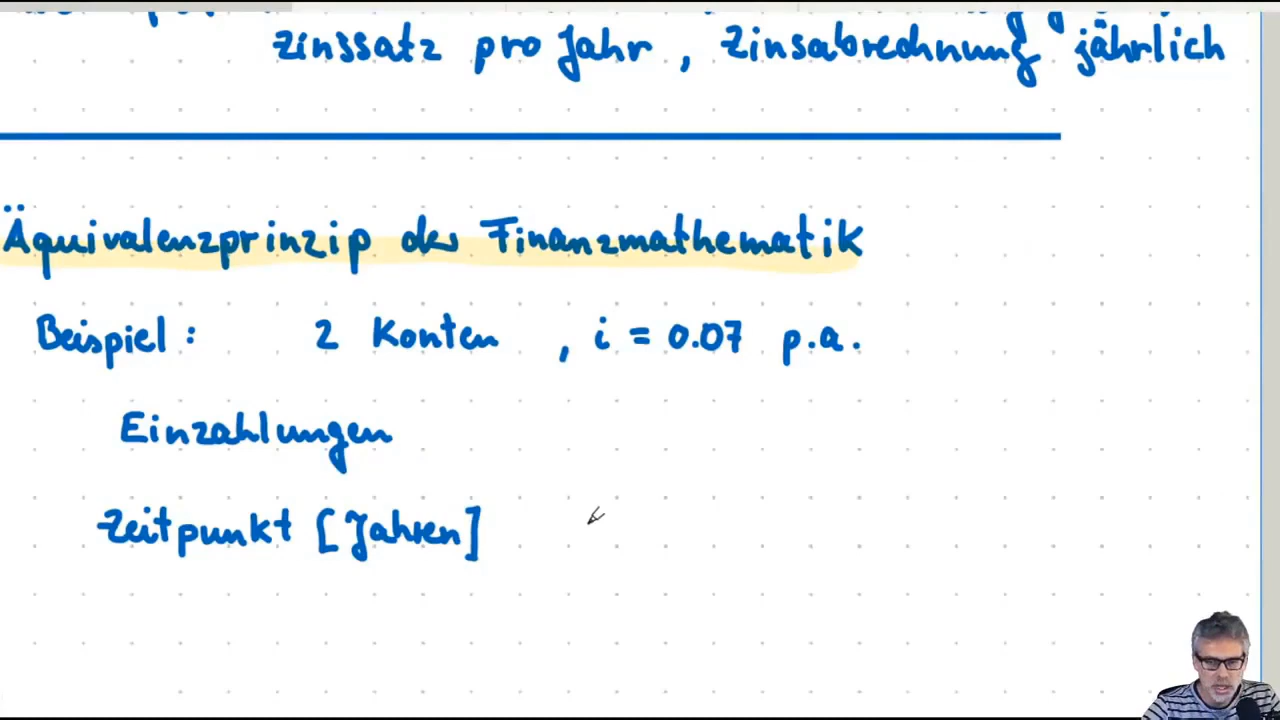 zinssatz pro Jahr , Zinsabrechnung jährlich
Äquivalenzprinzip der Finanzmathematik
Beispiel : 2 Konten , i = 0.07 p.a.
Einzahlungen
Zeitpunkt [Jahren]